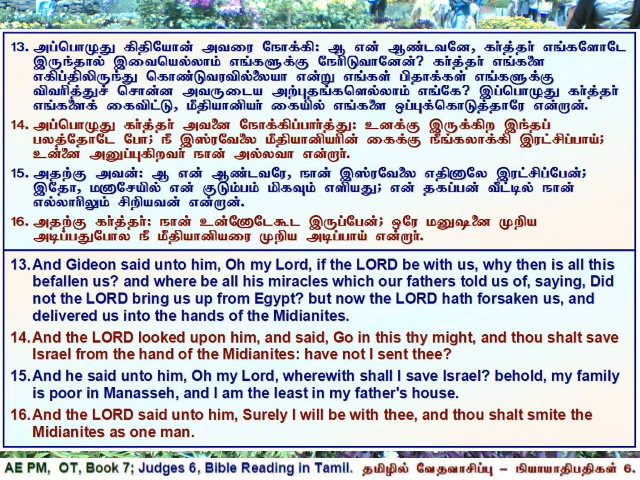 13. அப்பொழுது கிதியோன் அவரை நோக்கி: ஆ என் ஆண்டவனே, கர்த்தர் எங்களோடே
இருந்தால் இவையெல்லாம் எங்களுக்கு நேரிடுவானேன்? கர்த்தர் எங்களை
எகிப்திலிருந்து கொண்டுவரவில்லையா என்று எங்கள் பிதாக்கள் எங்களுக்கு
விவரித்துச் சொன்ன அவருடைய அற்புதங்களெல்லாம் எங்கே? இப்பொழுது கர்த்தர்
எங்களைக் கைவிட்டு, மீதியானியர் கையில் எங்களை ஒப்புக்கொடுத்தாரே என்றான்.
14. அப்பொழுது கர்த்தர் அவனை நோக்கிப்பார்த்து: உனக்கு இருக்கிற இந்தப்
பலத்தோடே போ; நீ இஸ்ரவேலை மீதியானியரின் கைக்கு நீங்கலாக்கி இரட்சிப்பாய்;
உன்னை அனுப்புகிறவர் நான் அல்லவா என்றார்.
15. அதற்கு அவன்: ஆ என் ஆண்டவரே, நான் இஸ்ரவேலை எதினாலே இரட்சிப்பேன்;
இதோ, மனாசேயில் என் குடும்பம் மிகவும் எளியது; என் தகப்பன் வீட்டில் நான்
எல்லாரிலும் சிறியவன் என்றான்.
16. அதற்கு கர்த்தர்: நான் உன்னோடேகூட இருப்பேன்; ஒரே மனுஷனை முறிய
அடிப்பதுபோல நீ மீதியானியரை முறிய அடிப்பாய் என்றார்.
13. And Gideon said unto him, Oh my Lord, if the LORD be with us, why then is all this
befallen us? and where be all his miracles which our fathers told us of, saying, Did
not the LORD bring us up from Egypt? but now the LORD hath forsaken us, and
delivered us into the hands of the Midianites.
14. And the LORD looked upon him, and said, Go in this thy might, and thou shalt save
Israel from the hand of the Midianites: have not I sent thee?
15. And he said unto him, Oh my Lord, wherewith shall I save Israel? behold, my family
is poor in Manasseh, and I am the least in my father's house.
16. And the LORD said unto him, Surely I will be with thee, and thou shalt smite the
Midianites as one man.
AE PM, OT, Book 7; Judges 6, Bible Reading in Tamil. தமிழில் வேதவாசிப்பு – நியாயாதிபதிகள் 6.